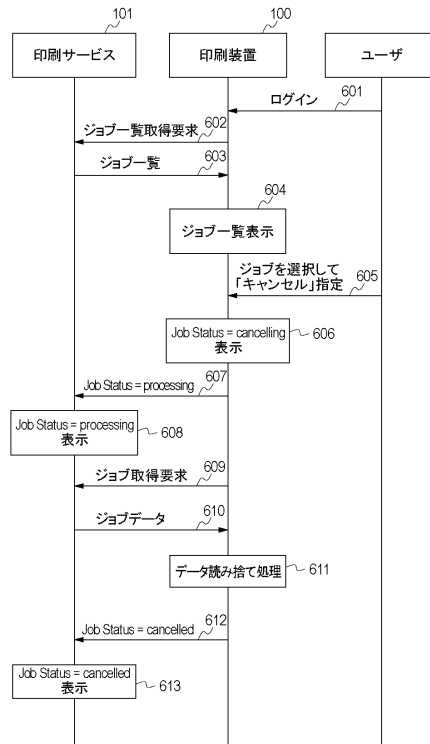 101
100
印刷サービス
印刷装置
ユーザ
ログイン
601
ジョブ一覧取得要求
602
ジョブ一覧
603
604
ジョブ一覧表示
ジョブを選択して
「キャンセル」指定
605
Job Status = cancelling
表示
606
Job Status = processing
607
Job Status = processing
表示
608
ジョブ取得要求
609
ジョブデータ
610
データ読み捨て処理
611
Job Status = cancelled
612
Job Status = cancelled
表示
613